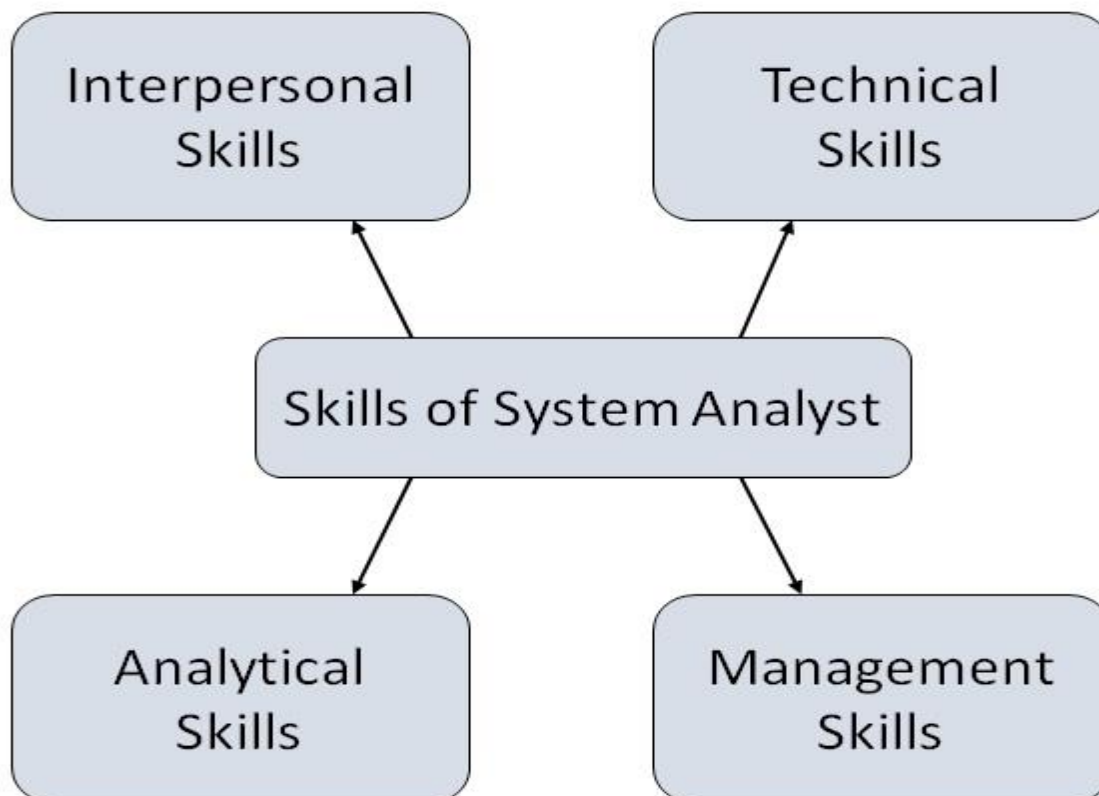 Interpersonal
Skills
Technical
Skills
Skills of System Analyst
Analytical
Skills
Management
Skills